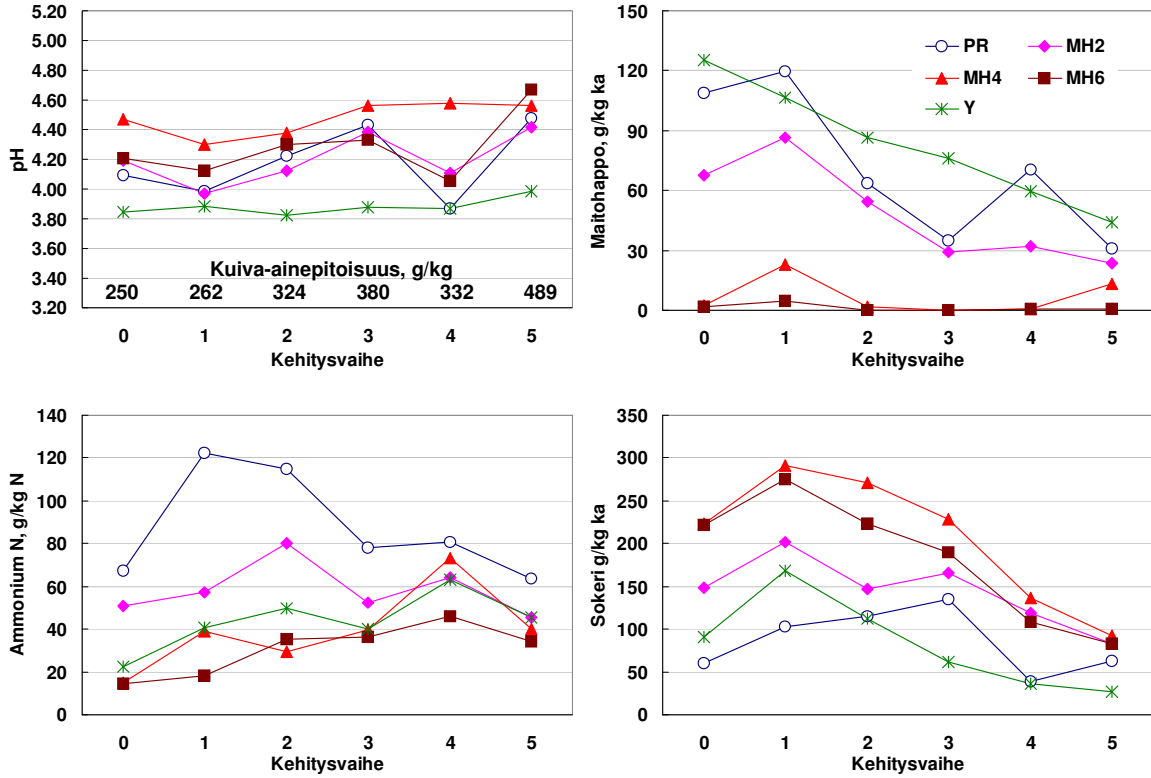 5.20
5.00
4.80
4.60
4.40
4.20
4.00
3.80
3.60
3.40
3.20
pH
Kuiva-ainepitoisuus, g/kg
250 262 324 380 332 489
0 1 2 3 4 5
Kehitysvaihe
150
120
90
60
30
0
Maitohappo, g/kg ka
PR MH2
MH4 MH6
Y
0 1 2 3 4 5
Kehitysvaihe
140
120
100
80
60
40
20
0
Ammonium N, g/kg N
0 1 2 3 4 5
Kehitysvaihe
350
300
250
200
150
100
50
0
Sokeri g/kg ka
0 1 2 3 4 5
Kehitysvaihe